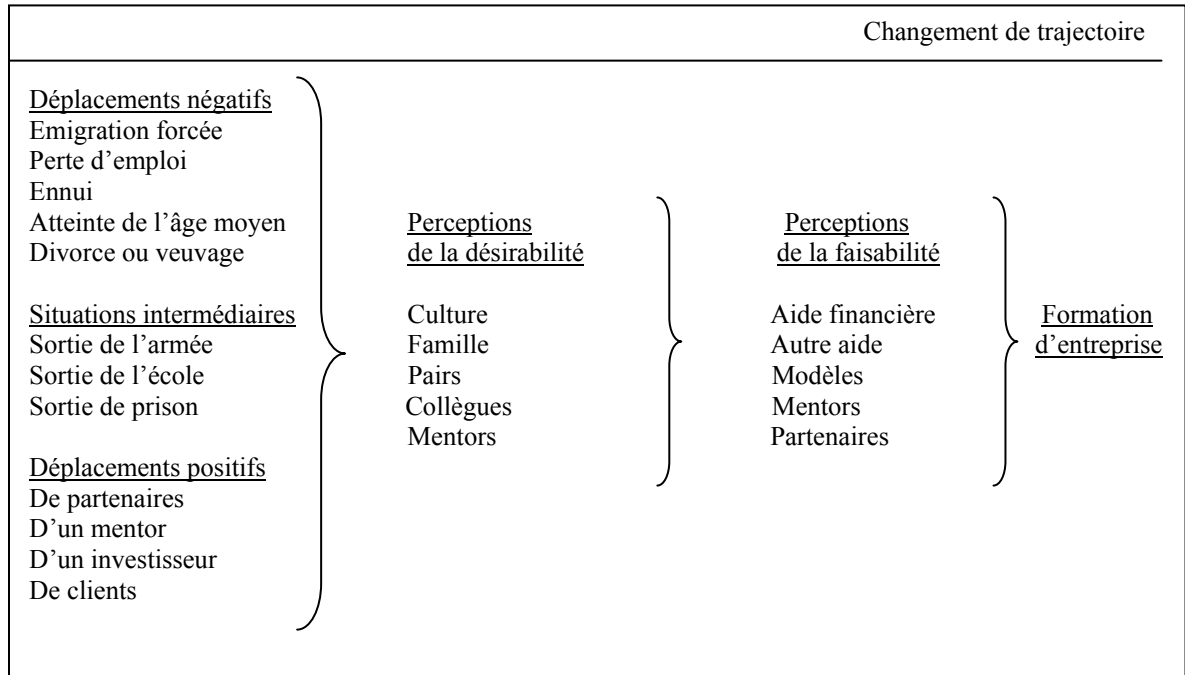 Changement de trajectoire
Déplacements négatifs
Emigration forcée
Perte d’emploi
Ennui
Atteinte de l’âge moyen
Divorce ou veuvage
Situations intermédiaires
Sortie de l’armée
Sortie de l’école
Sortie de prison
Déplacements positifs
De partenaires
D’un mentor
D’un investisseur
De clients
Perceptions
de la désirabilité
Culture
Famille
Pairs
Collègues
Mentors
Perceptions
de la faisabilité
Aide financière
Autre aide
Modèles
Mentors
Partenaires
Formation
d’entreprise